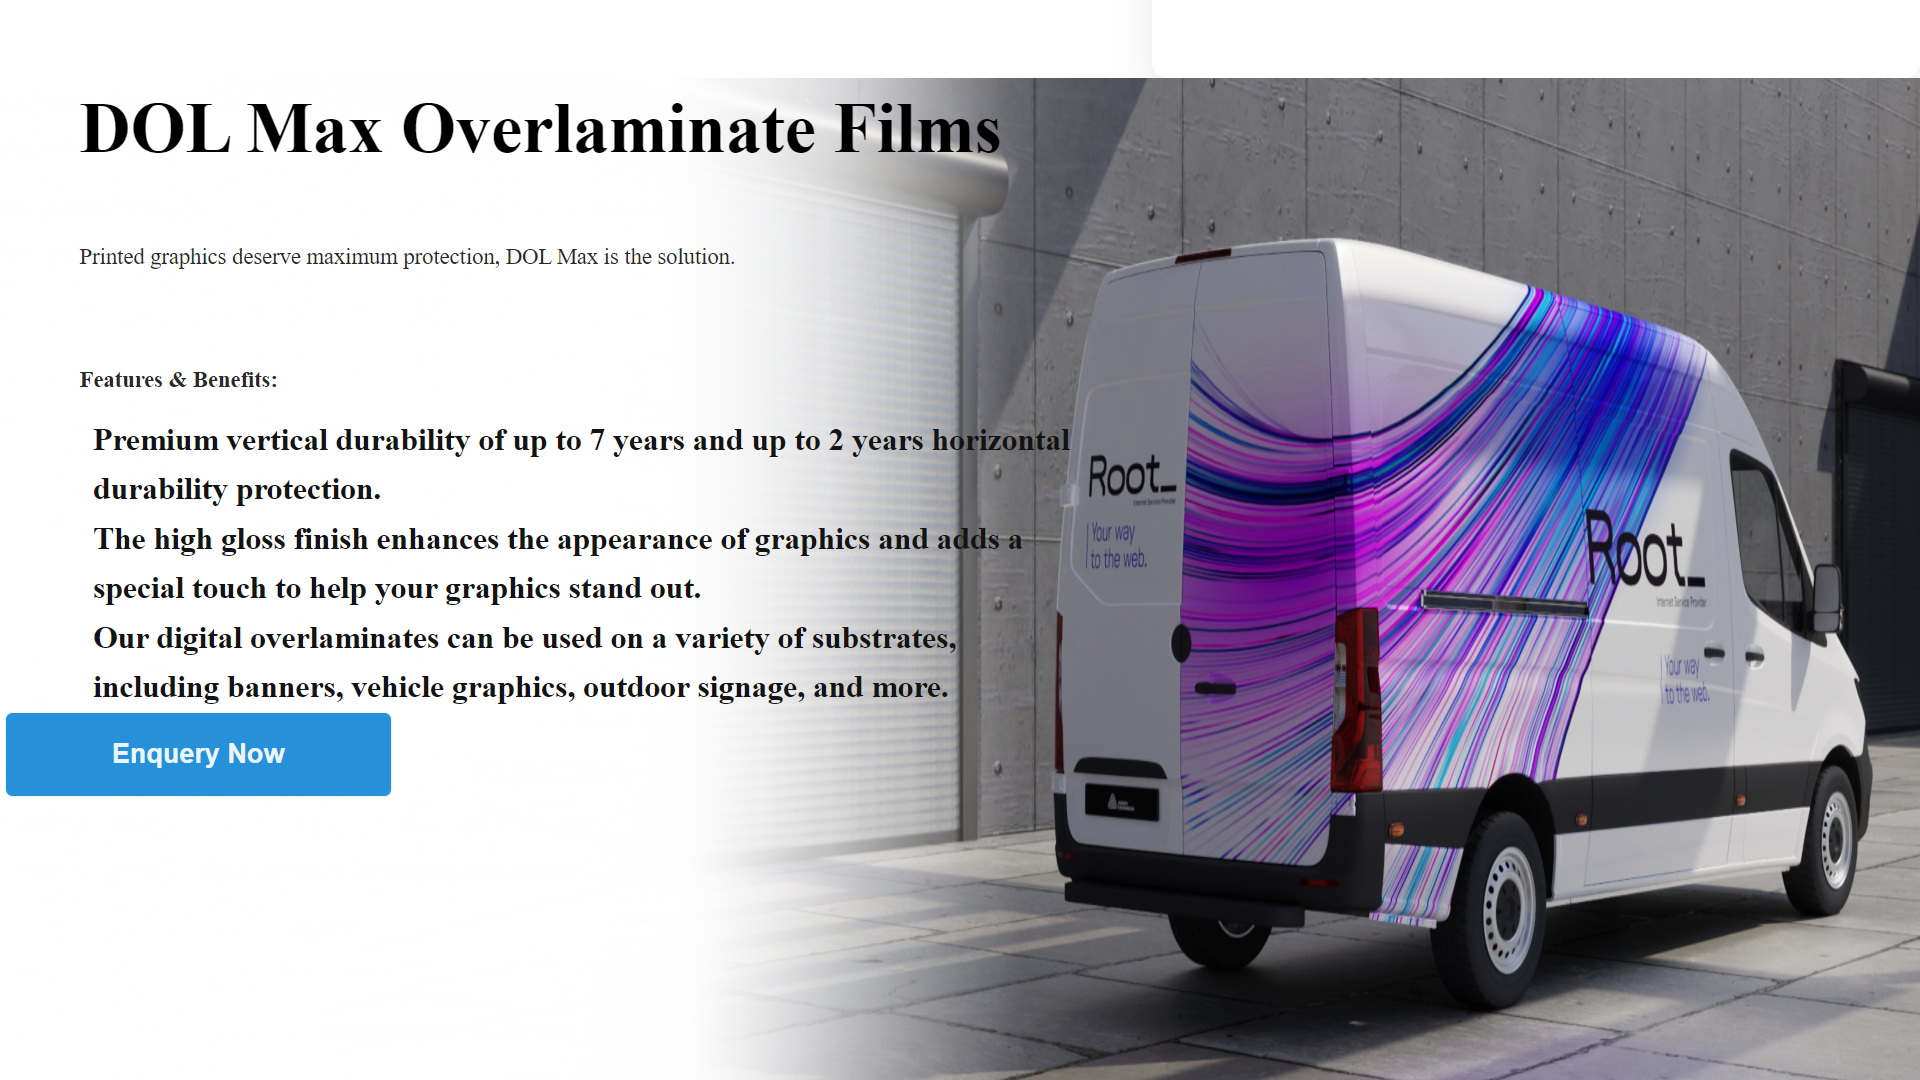 DOL Max Overlaminate Films
Printed graphics deserve maximum protection, DOL Max is the solution.
Features & Benefits:
Premium vertical durability of up to 7 years and up to 2 years horizontal
durability protection.
The high gloss finish enhances the appearance of graphics and adds a
special touch to help your graphics stand out.
Our digital overlaminates can be used on a variety of substrates,
including banners, vehicle graphics, outdoor signage, and more.
Enquery Now
Root_
Internet Service Provider
Your way
to the web.
Root_
Internet Service Provider
Your way
to the web.